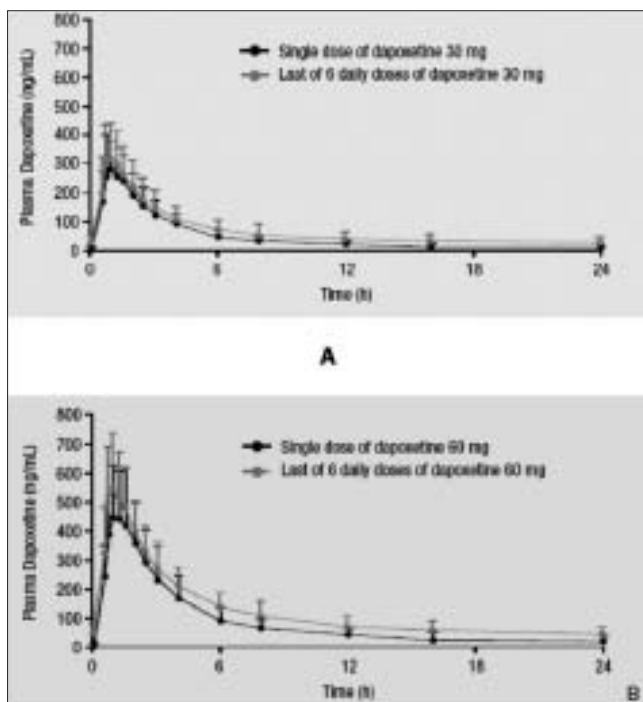 800
700
600
500
400
300
200
100
0
Plasma Dapoxetine (ng/mL)
Single dose of dapoxetine 30 mg
Last of 6 daily doses of dapoxetine 30 mg
0 6 12 18 24
Time (h)
A
800
700
600
500
400
300
200
100
0
Plasma Dapoxetine (ng/mL)
Single dose of dapoxetine 60 mg
Last of 6 daily doses of dapoxetine 60 mg
0 6 12 18 24
Time (h)
B